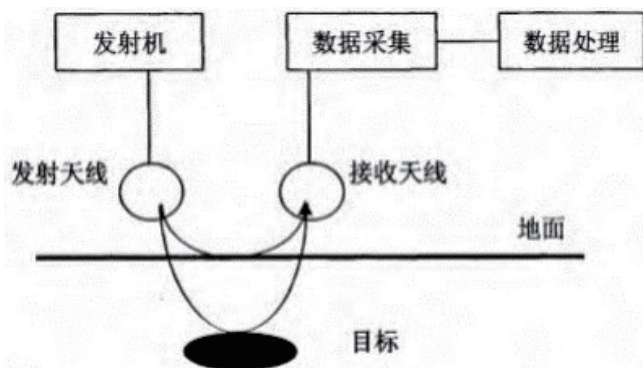 发射机
数据采集
数据处理
发射天线
接收天线
地面
目标